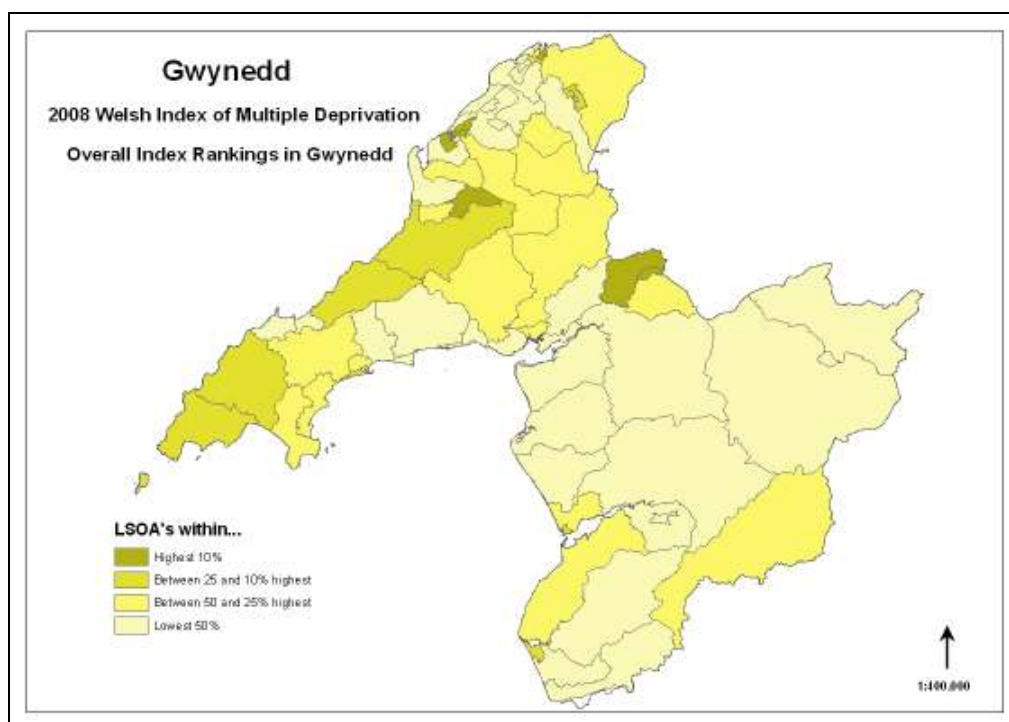 Gwynedd
2008 Welsh Index of Multiple Deprivation
Overall Index Rankings in Gwynedd
LSOA's within...
Highest 10%
Between 25 and 10% highest
Between 50 and 25% highest
Lowest 50%
1:400,000